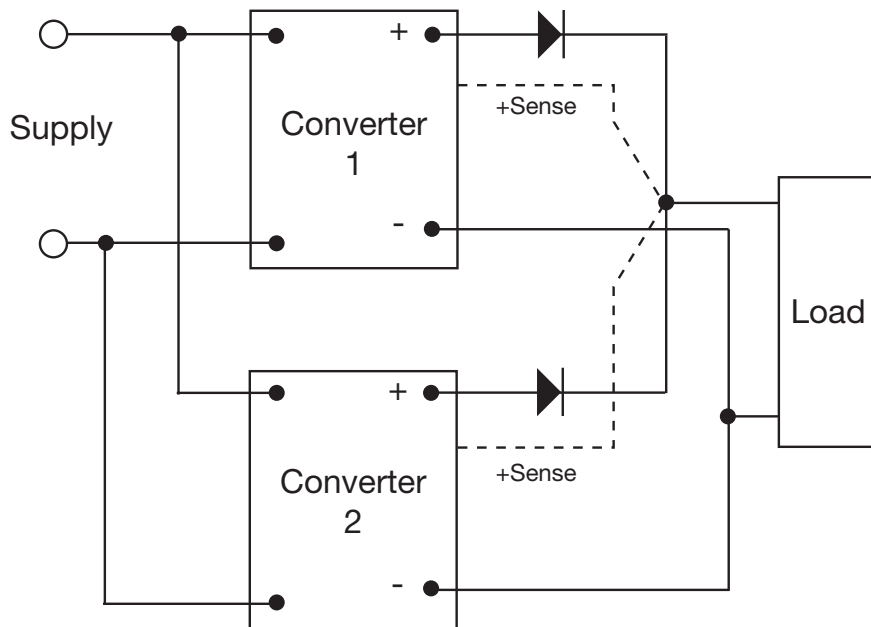 +
+Sense
Supply
Converter
1
-
Load
+
+Sense
Converter
2
-